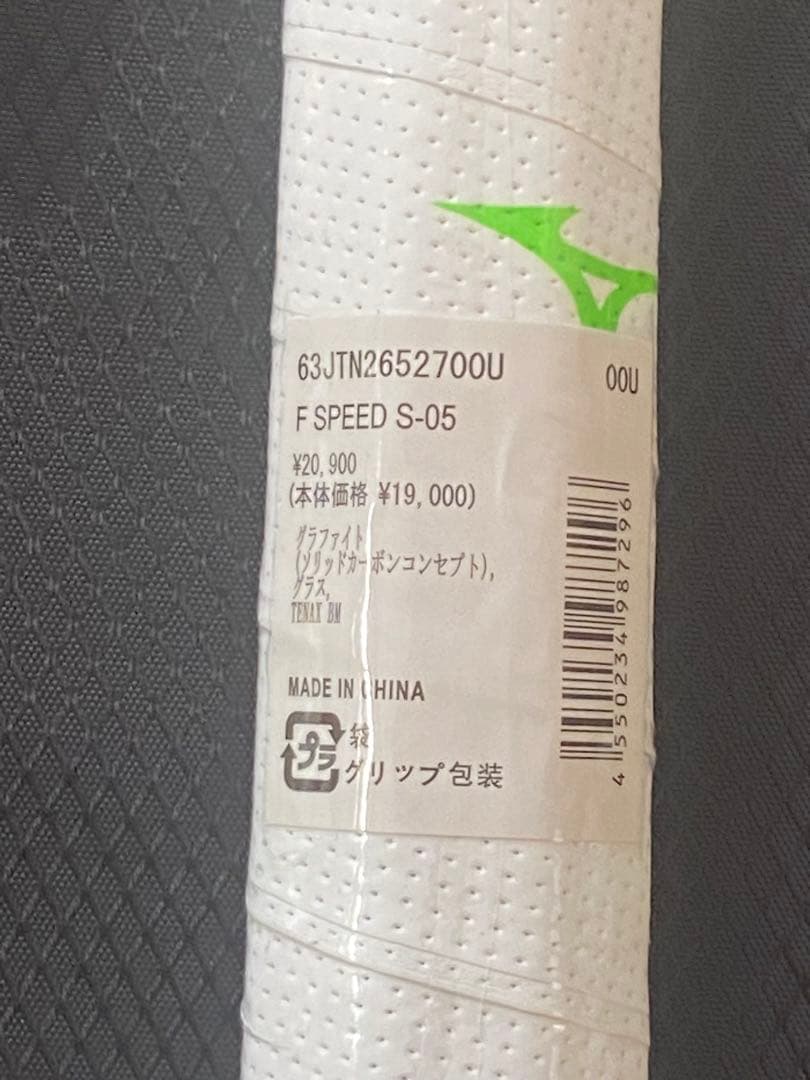 63JTN2652700U 00U
F SPEED S-05
¥20,900
(本体価格 ¥19,000)
グラファイト
(ソリッドカーボンコンセプト),
グラス,
TENAX BM
MADE IN CHINA
プラ 袋
グリップ包装
4550234987296